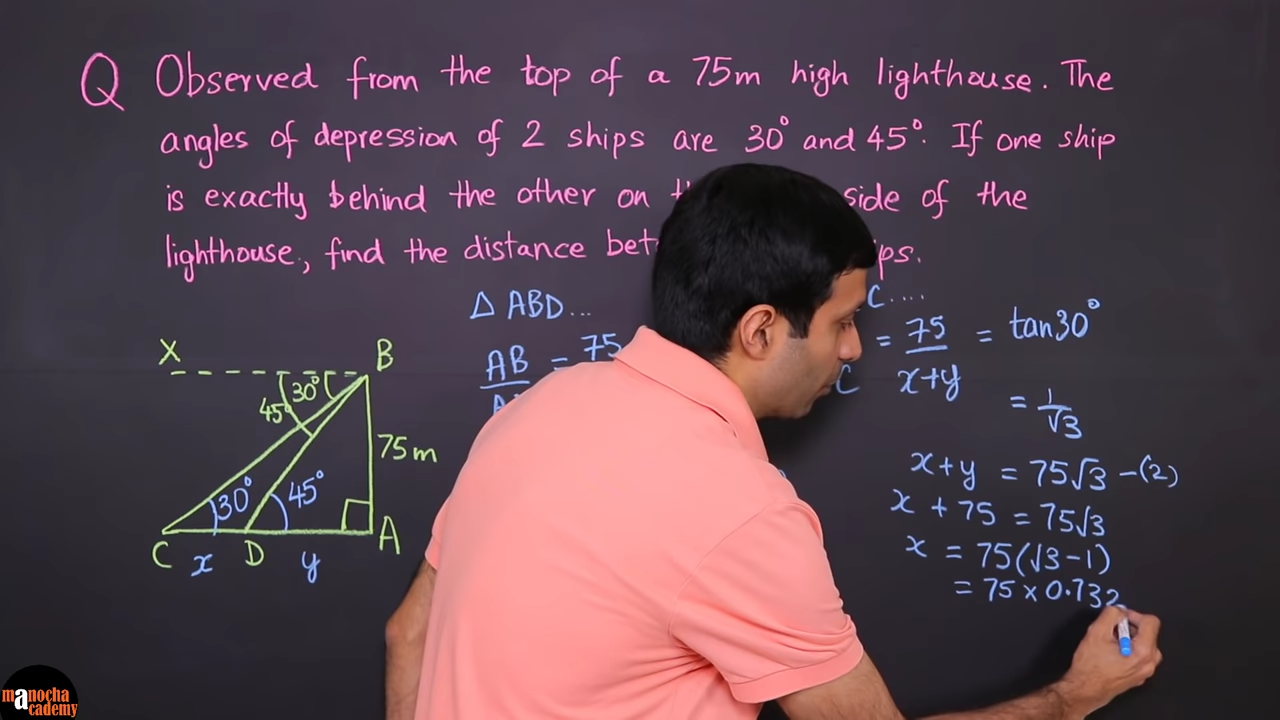 Q Observed from the top of a 75m high lighthouse. The
angles of depression of 2 ships are 30° and 45°. If one ship
is exactly behind the other on side of the
lighthouse, find the distance
Δ ABD...
AB = 75
C....
= 75 = tan30°
C x+y
= 1/√3
x+y = 75√3 -(2)
x + 75 = 75√3
x = 75(√3-1)
= 75 × 0.732
X B
45° 30°
75m
30° 45°
C D A
x y
manocha
academy